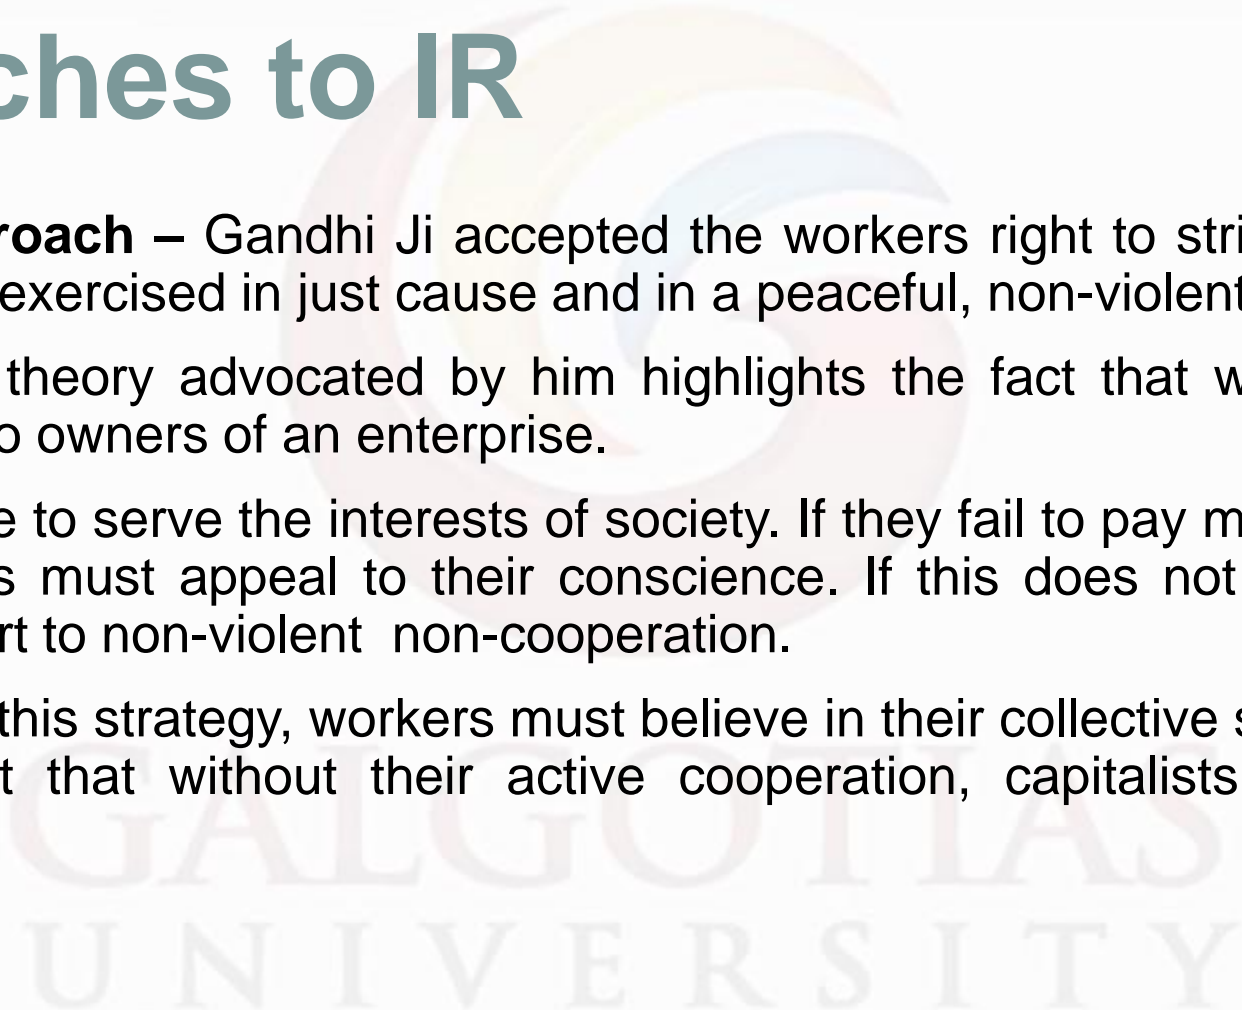 ches to IR
roach – Gandhi Ji accepted the workers right to stri
exercised in just cause and in a peaceful, non-violent
theory advocated by him highlights the fact that w
o owners of an enterprise.
e to serve the interests of society. If they fail to pay m
s must appeal to their conscience. If this does not
rt to non-violent non-cooperation.
this strategy, workers must believe in their collective s
t that without their active cooperation, capitalists
GALGOTIAS
UNIVERSITY